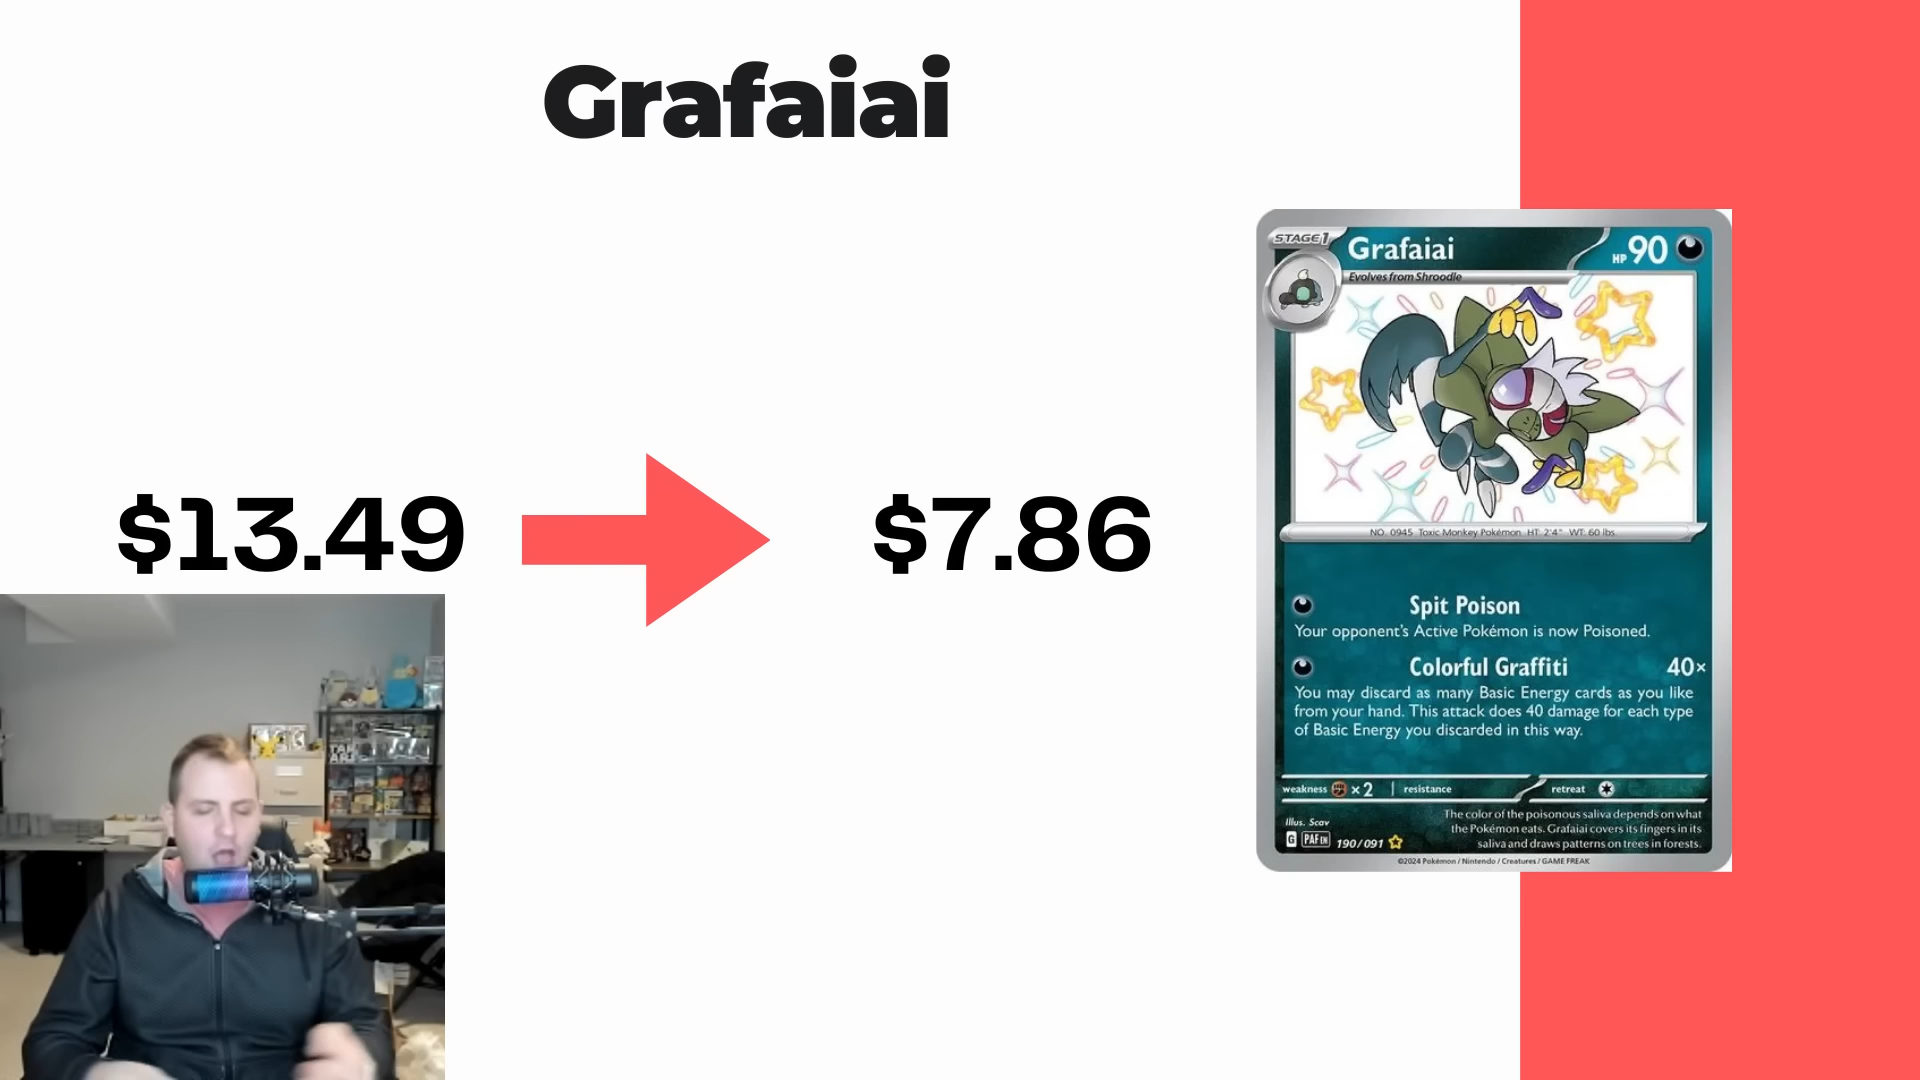 Grafaiai
$13.49
$7.86
STAGE 1
Grafaiai
HP 90
Evolves from Shroodle
NO. 0945 Toxic Monkey Pokémon HT: 2'4" WT: 60 lbs.
Spit Poison
Your opponent's Active Pokémon is now Poisoned.
Colorful Graffiti 40×
You may discard as many Basic Energy cards as you like
from your hand. This attack does 40 damage for each type
of Basic Energy you discarded in this way.
weakness ×2 resistance retreat
Illus. Scav
G PAF EN 190/091
The color of the poisonous saliva depends on what
the Pokémon eats. Grafaiai covers its fingers in its
saliva and draws patterns on trees in forests.
©2024 Pokémon / Nintendo / Creatures / GAME FREAK